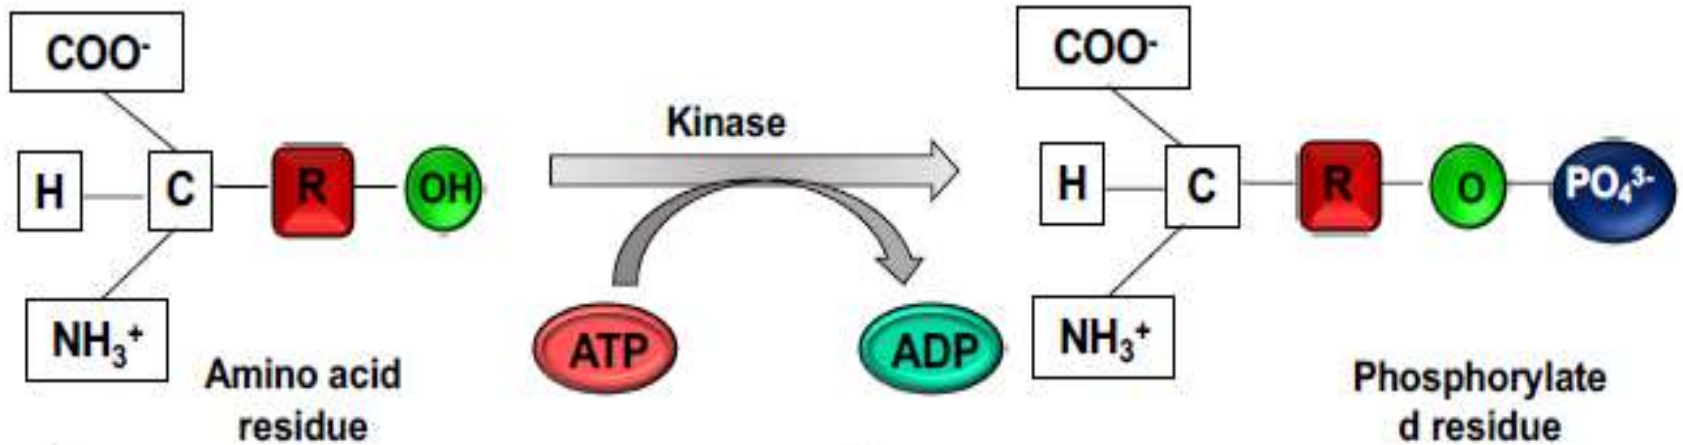 COO⁻
H
C
R
OH
NH₃⁺
Amino acid
residue
Kinase
ATP
ADP
COO⁻
H
C
R
O
PO₄³⁻
NH₃⁺
Phosphorylate
d residue